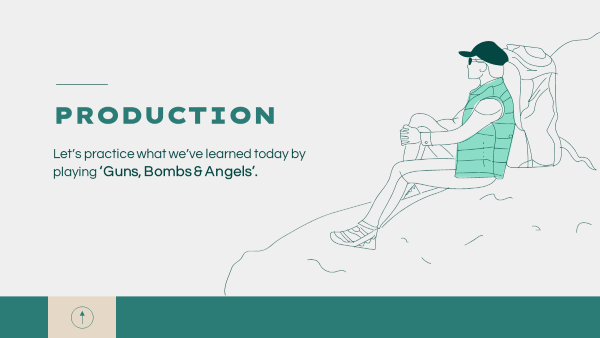 PRODUCTION
Let’s practice what we’ve learned today by
playing ‘Guns, Bombs & Angels’.